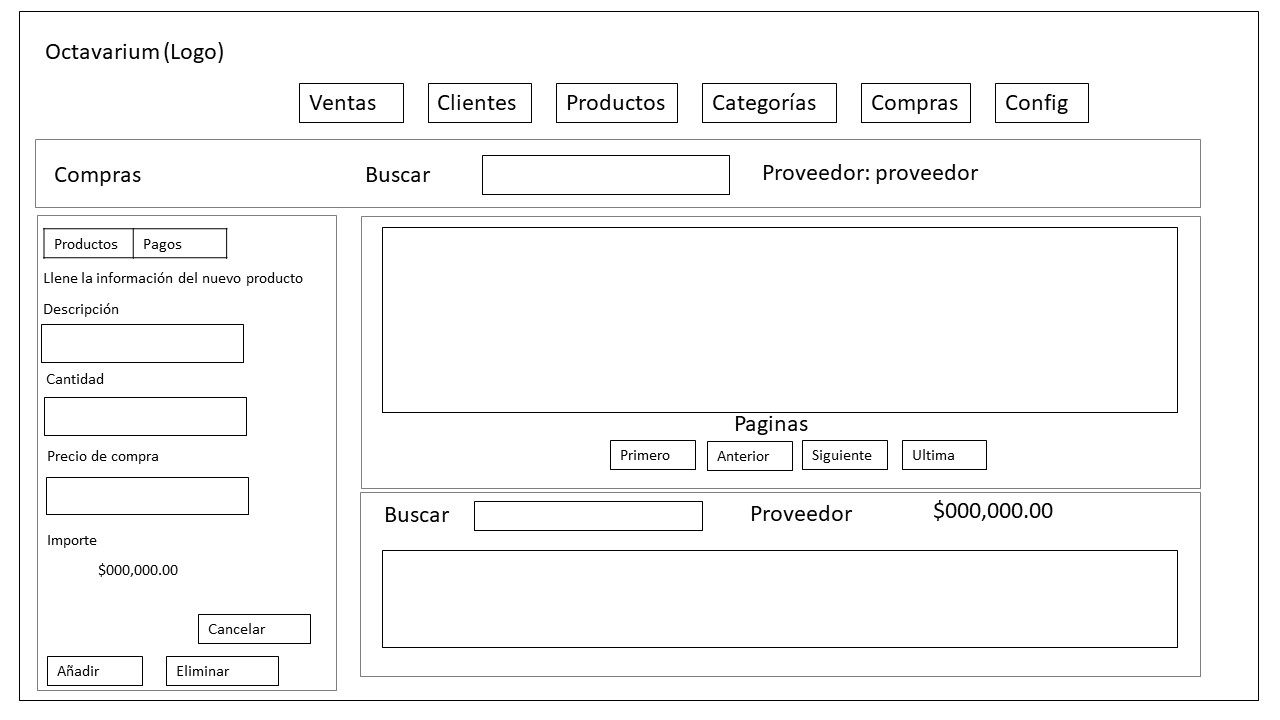 Octavarium (Logo)
Ventas Clientes Productos Categorías Compras Config
Compras Buscar Proveedor: proveedor
Productos Pagos
Llene la información del nuevo producto
Descripción
Cantidad
Precio de compra
Importe
$000,000.00
Cancelar
Añadir Eliminar
Paginas
Primero Anterior Siguiente Ultima
Buscar Proveedor $000,000.00